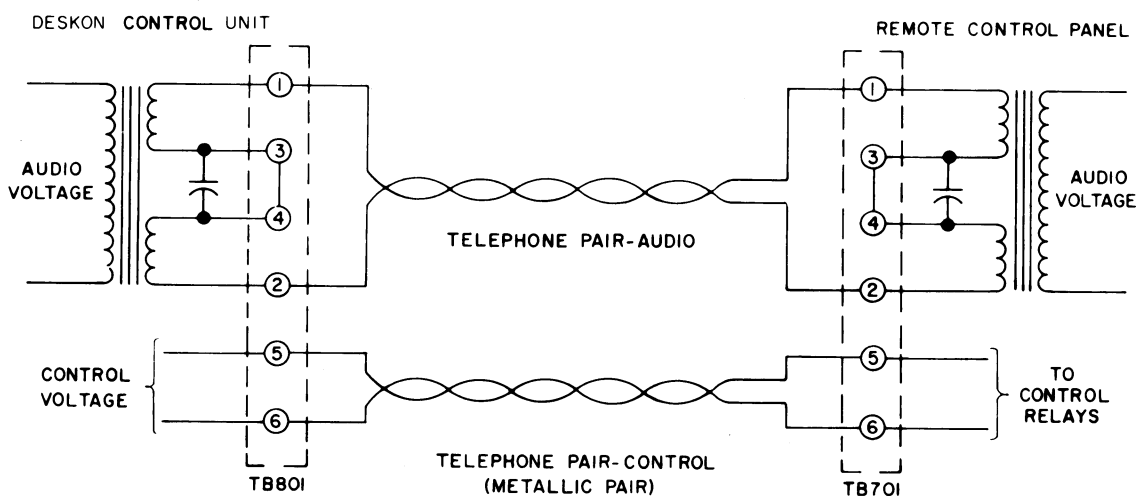 DESKON CONTROL UNIT
REMOTE CONTROL PANEL
1
3
4
2
5
6
AUDIO
VOLTAGE
CONTROL
VOLTAGE
TB801
TELEPHONE PAIR-AUDIO
TELEPHONE PAIR-CONTROL
(METALLIC PAIR)
1
3
4
2
5
6
AUDIO
VOLTAGE
TO
CONTROL
RELAYS
TB701